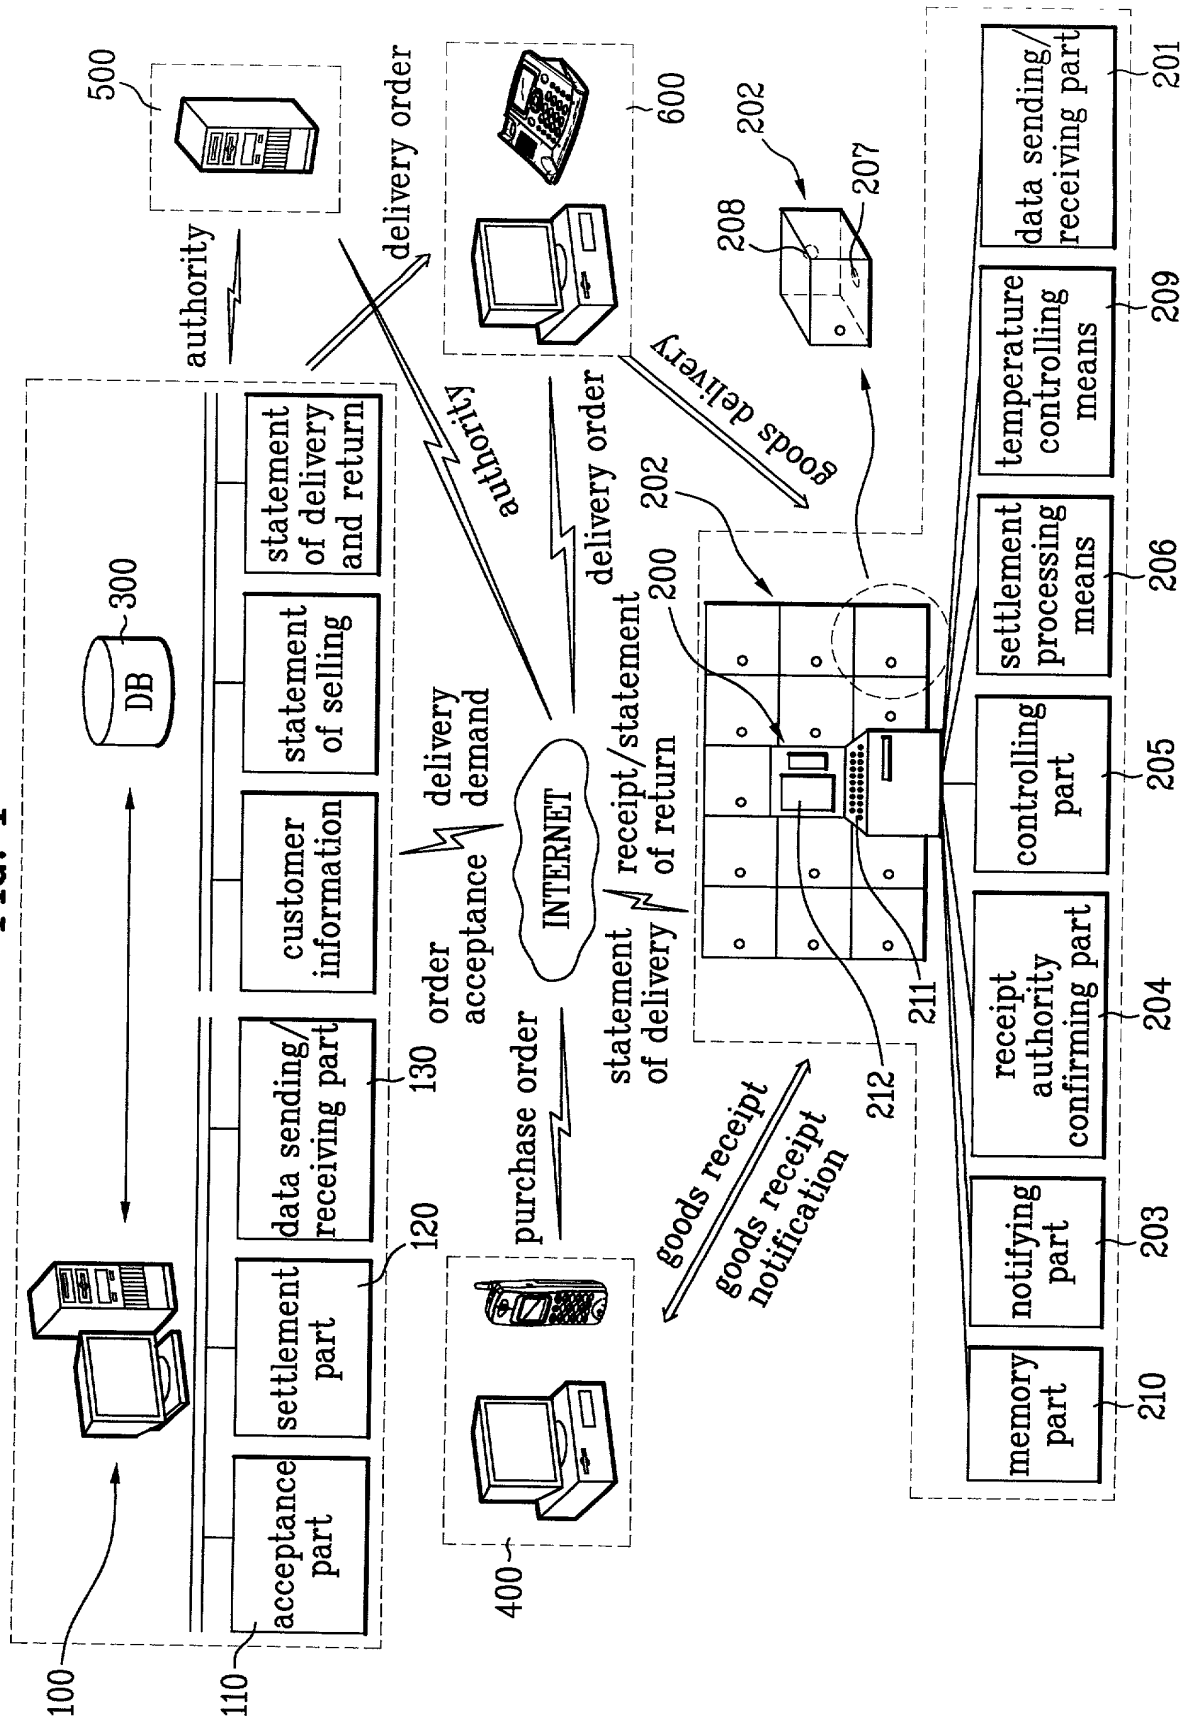 FIG. 1
100
300
DB
500
authority
110
acceptance
part
settlement
part
120
data sending/
receiving part
130
customer
information
statement
of selling
statement
of delivery
and return
order
acceptance
delivery
demand
delivery order
400
purchase order
INTERNET
authority
delivery order
600
statement
of delivery
receipt/statement
of return
goods receipt
goods receipt
notification
goods delivery
200
202
212
211
202
208
207
memory
part
210
notifying
part
203
receipt
authority
confirming part
204
controlling
part
205
settlement
processing
means
206
temperature
controlling
means
209
data sending/
receiving part
201